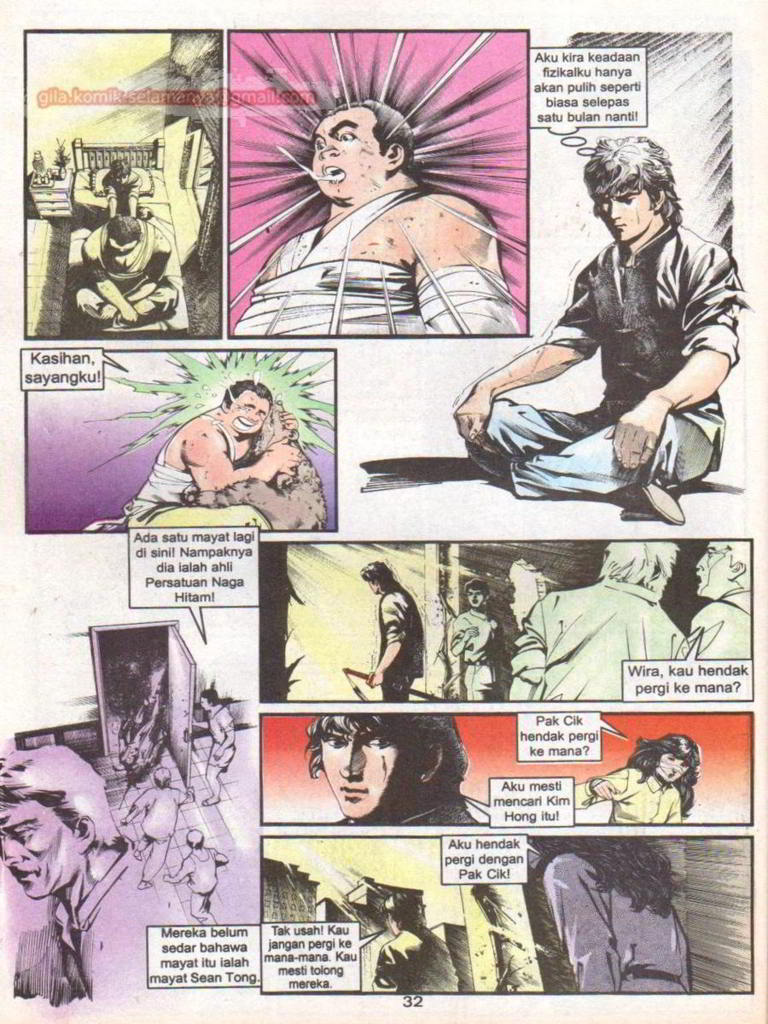 gila.komik-selamanya@gmail.com
Aku kira keadaan
fizikalku hanya
akan pulih seperti
biasa selepas
satu bulan nanti!
Kasihan,
sayangku!
Ada satu mayat lagi
di sini! Nampaknya
dia ialah ahli
Persatuan Naga
Hitam!
Wira, kau hendak
pergi ke mana?
Pak Cik
hendak pergi
ke mana?
Aku mesti
mencari Kim
Hong itu!
Aku hendak
pergi dengan
Pak Cik!
Mereka belum
sedar bahawa
mayat itu ialah
mayat Sean Tong.
Tak usah! Kau
jangan pergi ke
mana-mana. Kau
mesti tolong
mereka.
32